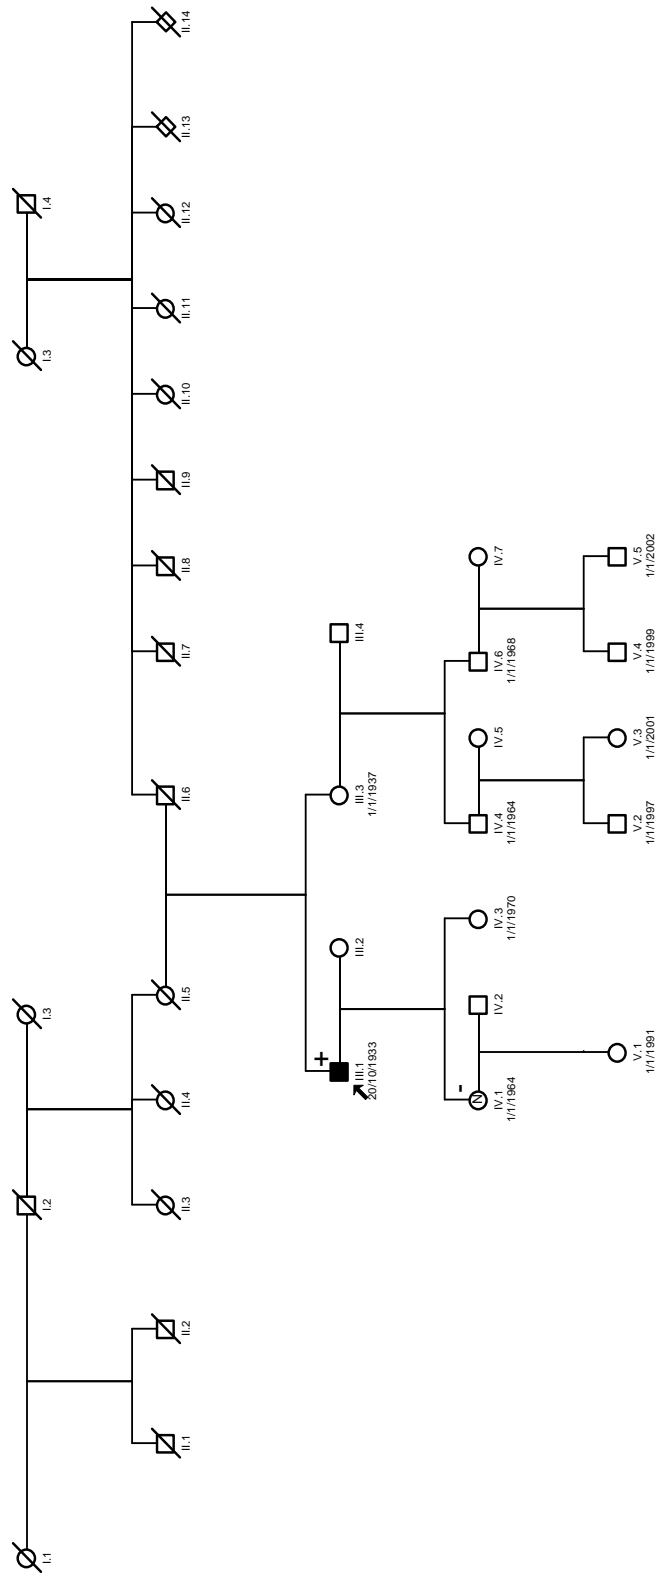 I.1
I.2
I.3
I.3
I.4
II.1
II.2
II.3
II.4
II.5
II.6
II.7
II.8
II.9
II.10
II.11
II.12
II.13
II.14
+
III.1
20/10/1933
III.2
III.3
1/1/1937
III.4
-
N
IV.1
1/1/1964
IV.2
IV.3
1/1/1970
IV.4
1/1/1964
IV.5
IV.6
1/1/1968
IV.7
V.1
1/1/1991
V.2
1/1/1997
V.3
1/1/2001
V.4
1/1/1999
V.5
1/1/2002